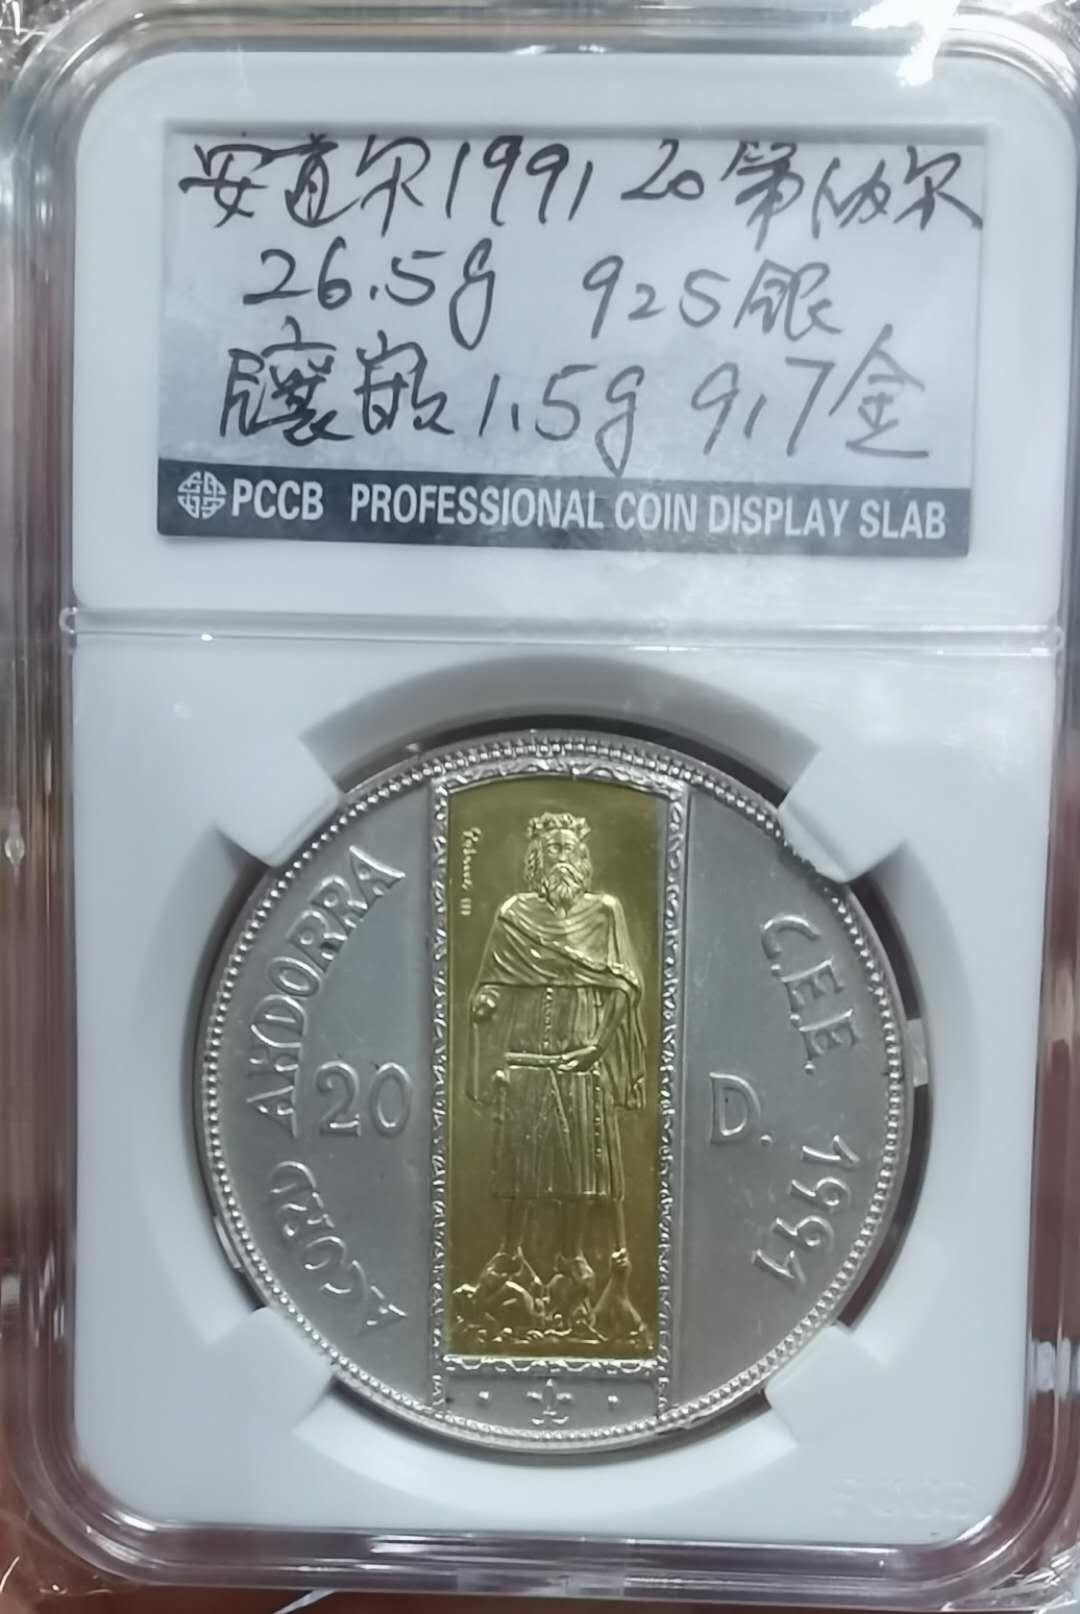 安道尔1991 20第纳尔
26.5g 925银
镶嵌1.5g 917金
PCCB PROFESSIONAL COIN DISPLAY SLAB
ACORD ANDORRA
20
D.
C.E.E. 1991